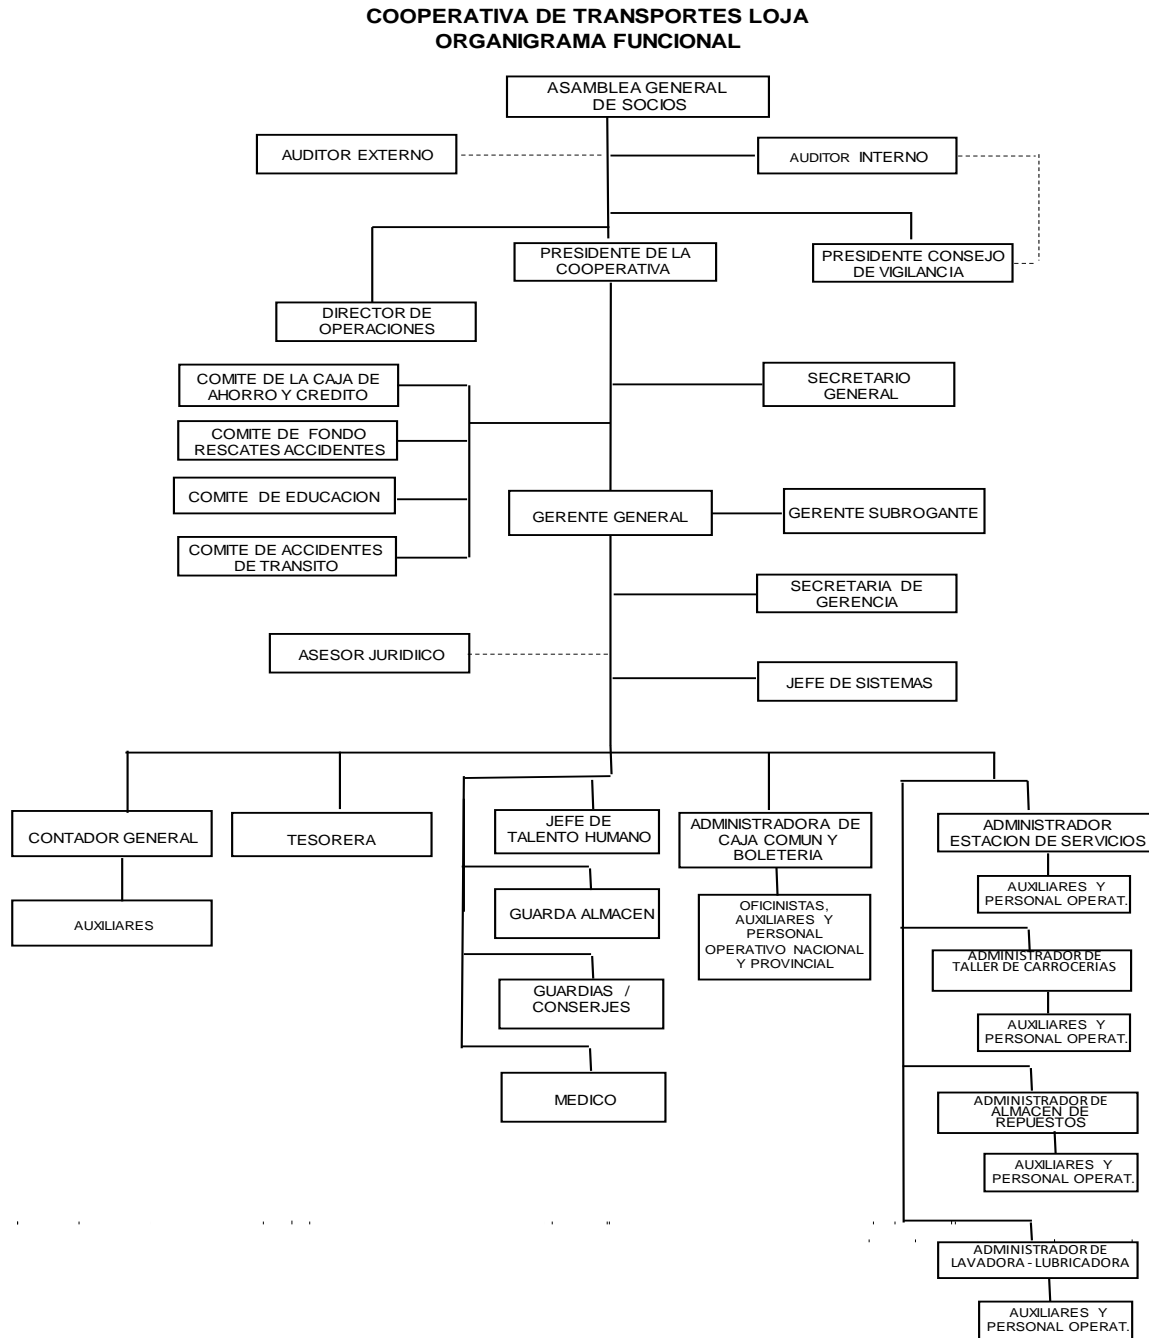 COOPERATIVA DE TRANSPORTES LOJA
ORGANIGRAMA FUNCIONAL
ASAMBLEA GENERAL
DE SOCIOS
AUDITOR EXTERNO
AUDITOR INTERNO
PRESIDENTE DE LA
COOPERATIVA
PRESIDENTE CONSEJO
DE VIGILANCIA
DIRECTOR DE
OPERACIONES
COMITE DE LA CAJA DE
AHORRO Y CREDITO
SECRETARIO
GENERAL
COMITE DE FONDO
RESCATES ACCIDENTES
COMITE DE EDUCACION
GERENTE GENERAL
GERENTE SUBROGANTE
COMITE DE ACCIDENTES
DE TRANSITO
SECRETARIA DE
GERENCIA
ASESOR JURIDIICO
JEFE DE SISTEMAS
CONTADOR GENERAL
TESORERA
JEFE DE
TALENTO HUMANO
ADMINISTRADORA DE
CAJA COMUN Y
BOLETERIA
ADMINISTRADOR
ESTACION DE SERVICIOS
AUXILIARES
GUARDA ALMACEN
OFICINISTAS,
AUXILIARES Y
PERSONAL
OPERATIVO NACIONAL
Y PROVINCIAL
AUXILIARES Y
PERSONAL OPERAT.
ADMINISTRADOR DE
TALLER DE CARROCERIAS
GUARDIAS /
CONSERJES
AUXILIARES Y
PERSONAL OPERAT.
MEDICO
ADMINISTRADOR DE
ALMACEN DE
REPUESTOS
AUXILIARES Y
PERSONAL OPERAT.
ADMINISTRADOR DE
LAVADORA - LUBRICADORA
AUXILIARES Y
PERSONAL OPERAT.